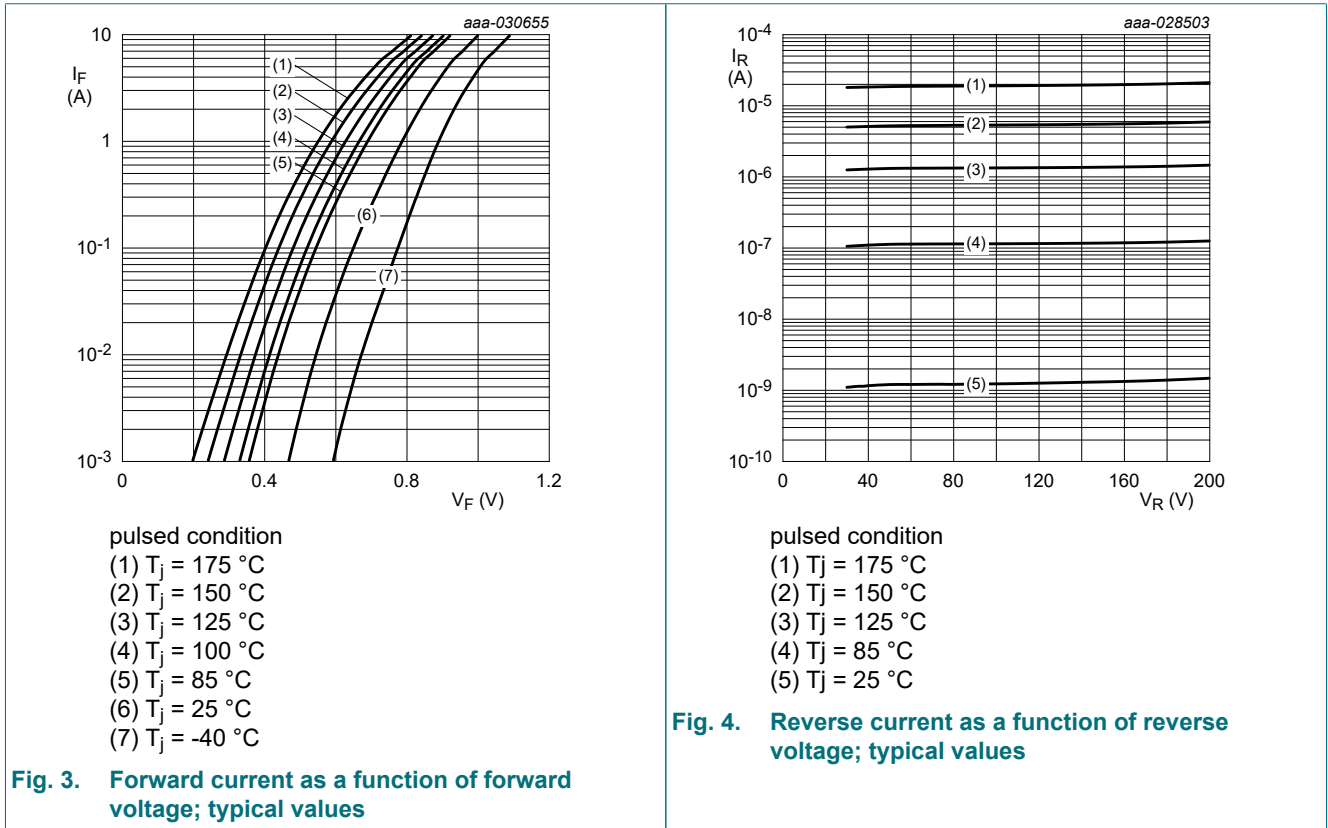 aaa-030655
10
I_F
(A)
1
10^-1
10^-2
10^-3
(1)
(2)
(3)
(4)
(5)
(6)
(7)
0
0.4
0.8
1.2
V_F (V)
pulsed condition
(1) T_j = 175 °C
(2) T_j = 150 °C
(3) T_j = 125 °C
(4) T_j = 100 °C
(5) T_j = 85 °C
(6) T_j = 25 °C
(7) T_j = -40 °C
Fig. 3. Forward current as a function of forward
voltage; typical values
aaa-028503
10^-4
I_R
(A)
10^-5
10^-6
10^-7
10^-8
10^-9
10^-10
(1)
(2)
(3)
(4)
(5)
0
40
80
120
160
200
V_R (V)
pulsed condition
(1) Tj = 175 °C
(2) Tj = 150 °C
(3) Tj = 125 °C
(4) Tj = 85 °C
(5) Tj = 25 °C
Fig. 4. Reverse current as a function of reverse
voltage; typical values